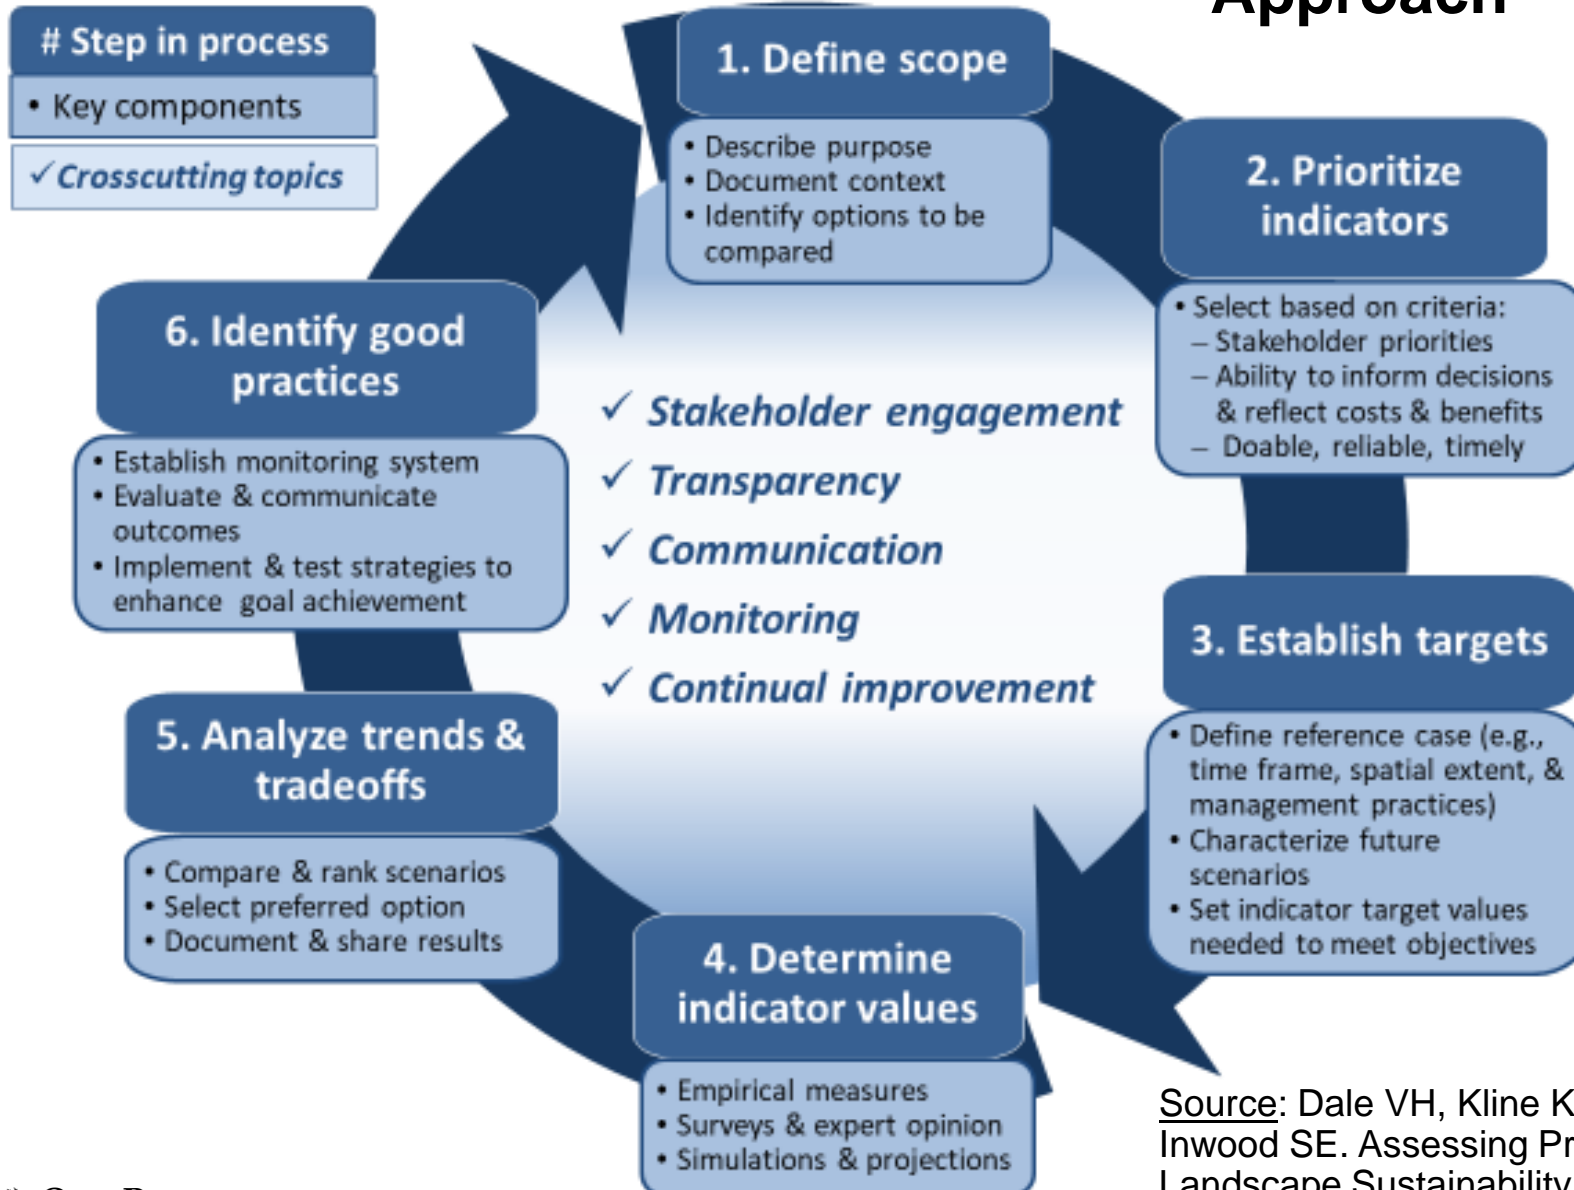 Approach
# Step in process
• Key components
✓ Crosscutting topics
1. Define scope
• Describe purpose
• Document context
• Identify options to be
compared
2. Prioritize
indicators
• Select based on criteria:
– Stakeholder priorities
– Ability to inform decisions
& reflect costs & benefits
– Doable, reliable, timely
3. Establish targets
• Define reference case (e.g.,
time frame, spatial extent, &
management practices)
• Characterize future
scenarios
• Set indicator target values
needed to meet objectives
4. Determine
indicator values
• Empirical measures
• Surveys & expert opinion
• Simulations & projections
5. Analyze trends &
tradeoffs
• Compare & rank scenarios
• Select preferred option
• Document & share results
6. Identify good
practices
• Establish monitoring system
• Evaluate & communicate
outcomes
• Implement & test strategies to
enhance goal achievement
✓ Stakeholder engagement
✓ Transparency
✓ Communication
✓ Monitoring
✓ Continual improvement
Source: Dale VH, Kline K
Inwood SE. Assessing Pr
Landscape Sustainability